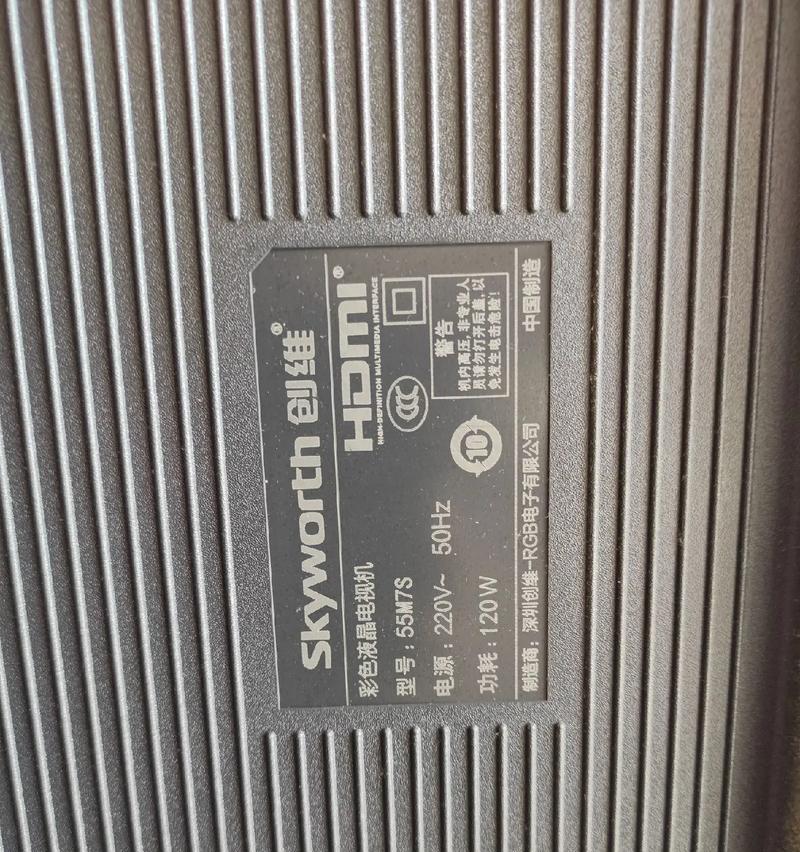 Skyworth 创维®
彩色液晶电视机
型号：55M7S
电源：220V~ 50Hz
功耗：120W
HDMI®
HIGH-DEFINITION MULTIMEDIA INTERFACE
CCC
10
警告
机内高压，非专业人
员请勿打开后盖，以
免发生电击危险！
制造商：深圳创维-RGB电子有限公司
中国制造